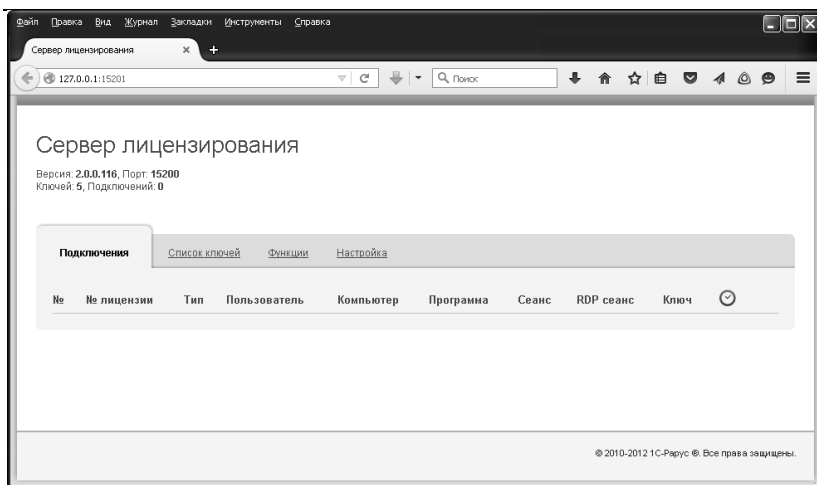 Файл Правка Вид Журнал Закладки Инструменты Справка
Сервер лицензирования
127.0.0.1:15201
Поиск
Сервер лицензирования
Версия: 2.0.0.116, Порт: 15200
Ключей: 5, Подключений: 0
Подключения Список ключей Функции Настройка
№ № лицензии Тип Пользователь Компьютер Программа Сеанс RDP сеанс Ключ
© 2010-2012 1С-Рарус ®. Все права защищены.